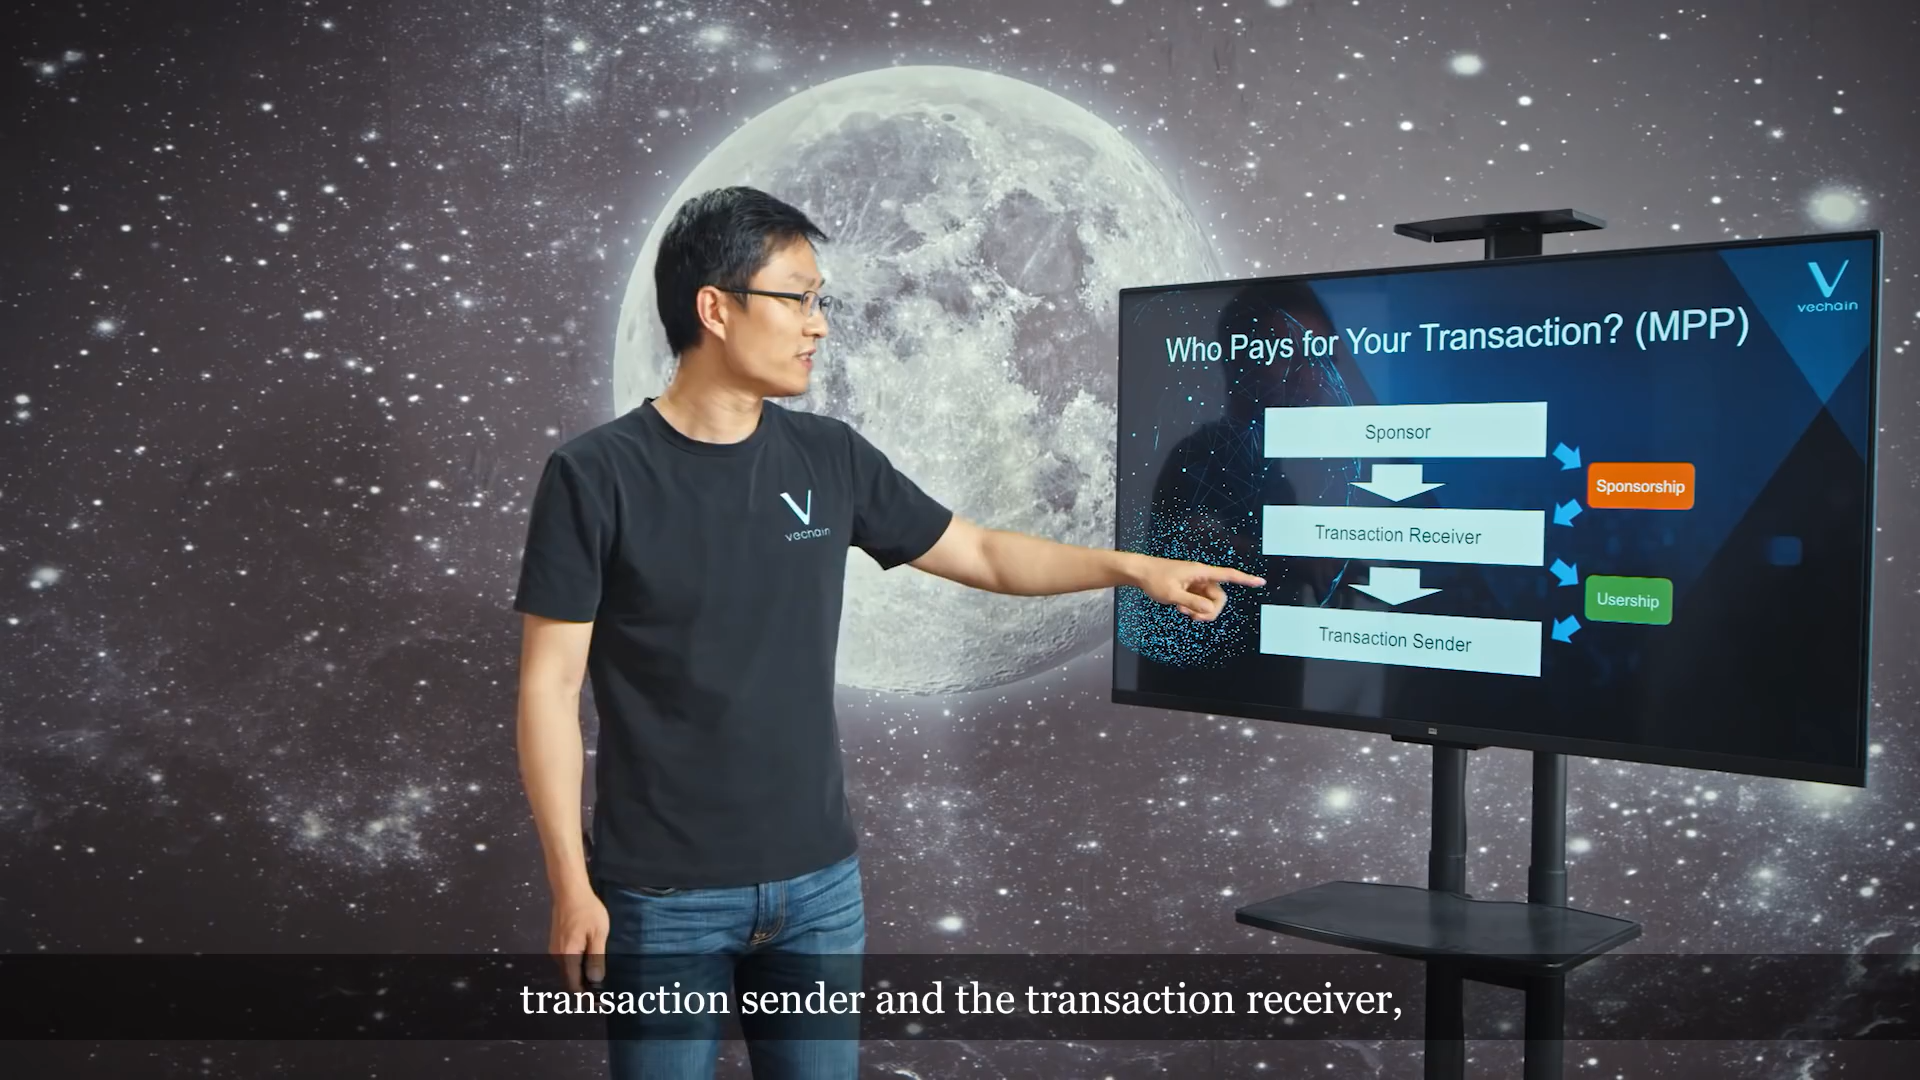 V
vechain
Who Pays for Your Transaction? (MPP)
Sponsor
Sponsorship
Transaction Receiver
Usership
Transaction Sender
V
vechain
transaction sender and the transaction receiver,